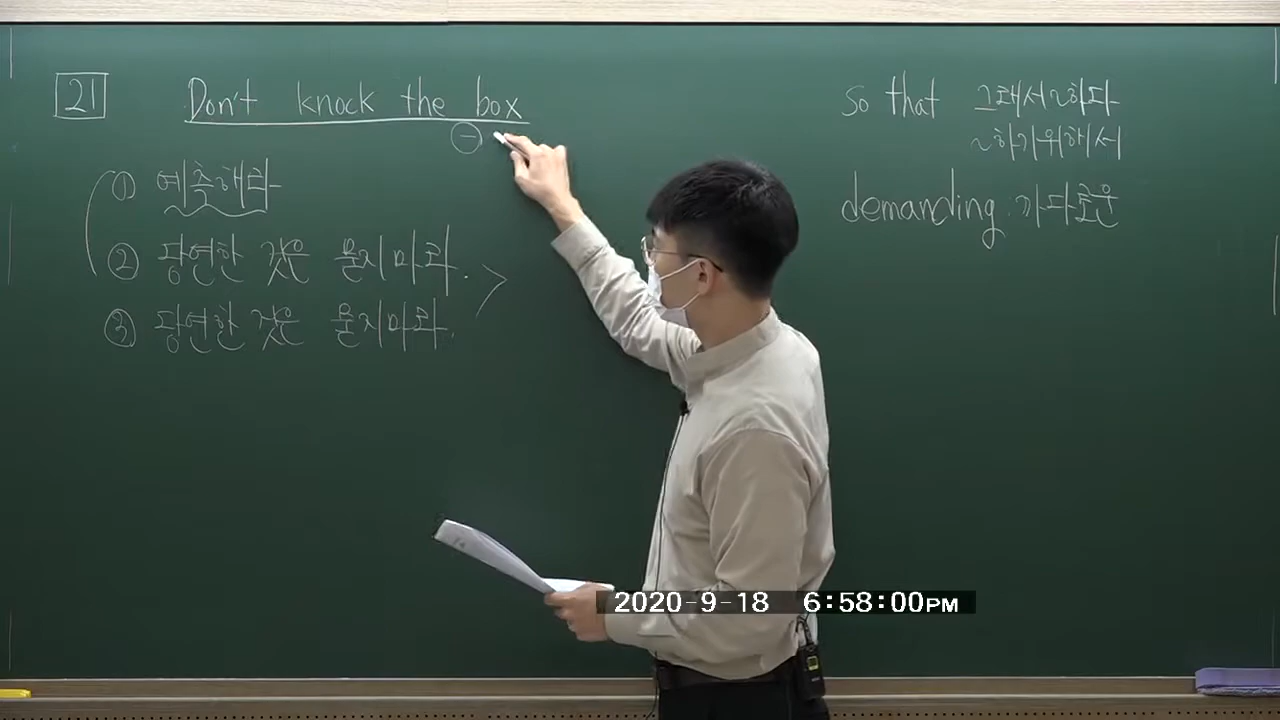 21 Don't knock the box
⊖
① 예측해라
② 당연한 것은 묻지마라.
③ 당연한 것은 묻지마라.
so that 그래서~하다
~하기위해서
demanding 까다로운
2020-9-18 6:58:00PM